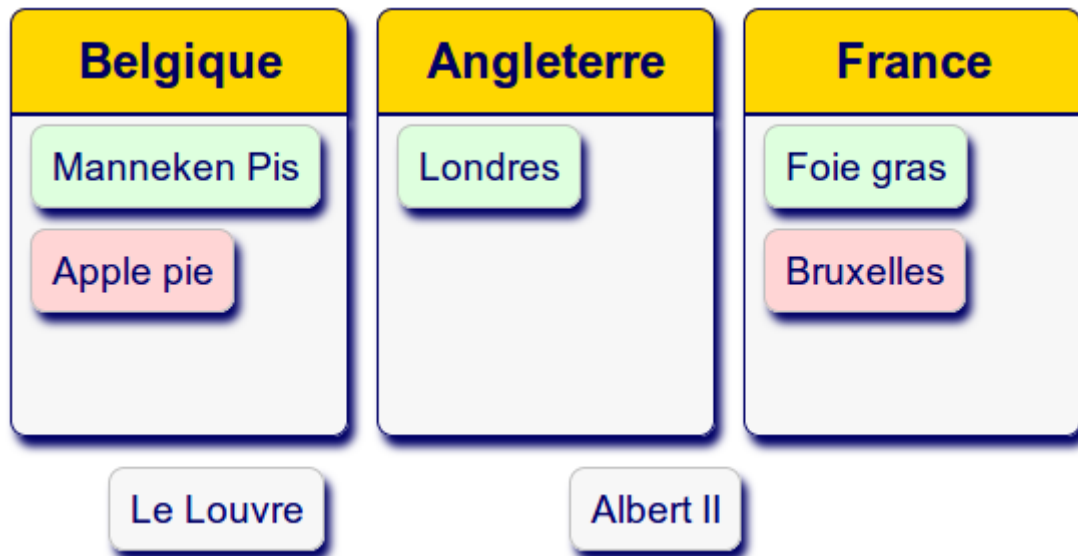 Belgique
Angleterre
France
Manneken Pis
Londres
Foie gras
Apple pie
Bruxelles
Le Louvre
Albert II